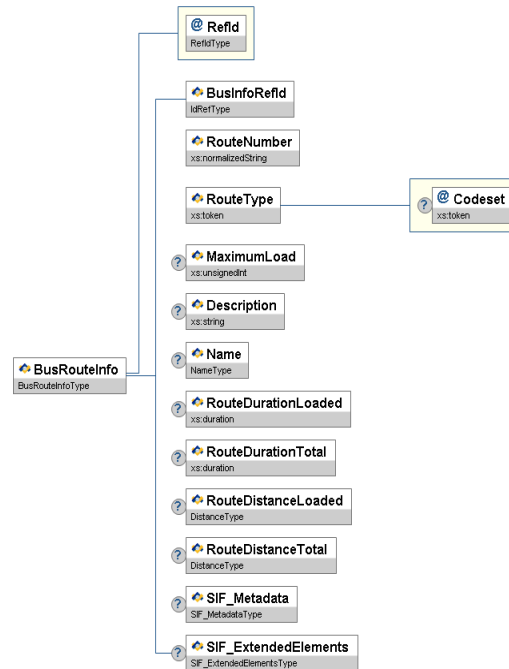 @ RefId
RefIdType
BusInfoRefId
IdRefType
RouteNumber
xs:normalizedString
RouteType
xs:token
? @ Codeset
xs:token
? MaximumLoad
xs:unsignedInt
? Description
xs:string
? Name
NameType
BusRouteInfo
BusRouteInfoType
? RouteDurationLoaded
xs:duration
? RouteDurationTotal
xs:duration
? RouteDistanceLoaded
DistanceType
? RouteDistanceTotal
DistanceType
? SIF_Metadata
SIF_MetadataType
? SIF_ExtendedElements
SIF_ExtendedElementsType